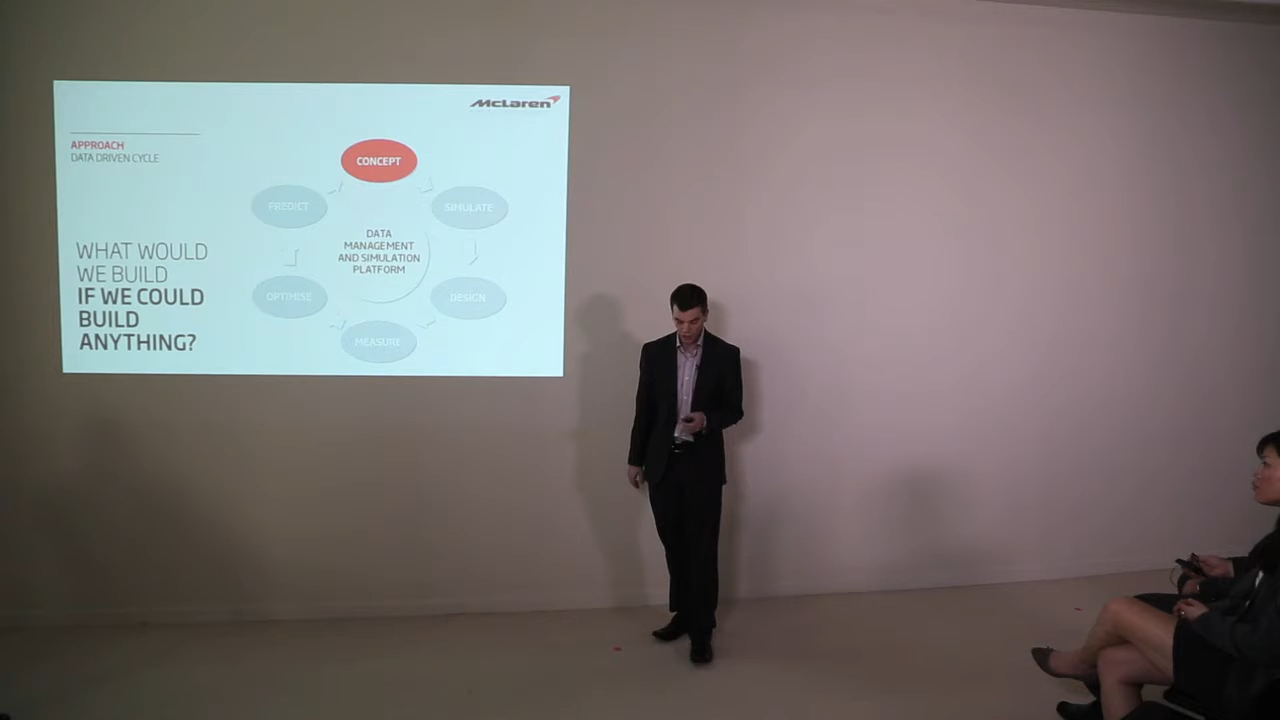 McLaren
APPROACH
DATA DRIVEN CYCLE
WHAT WOULD
WE BUILD
IF WE COULD
BUILD
ANYTHING?
CONCEPT
SIMULATE
DESIGN
MEASURE
OPTIMISE
PREDICT
DATA
MANAGEMENT
AND SIMULATION
PLATFORM